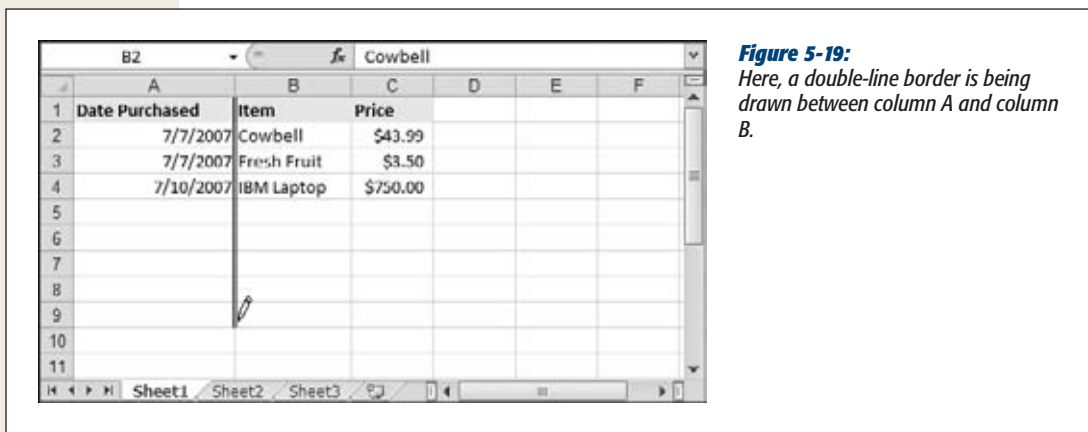 B2 fx Cowbell
A B C D E F
1 Date Purchased Item Price
2 7/7/2007 Cowbell $43.99
3 7/7/2007 Fresh Fruit $3.50
4 7/10/2007 IBM Laptop $750.00
5
6
7
8
9
10
11
Sheet1 Sheet2 Sheet3
Figure 5-19:
Here, a double-line border is being
drawn between column A and column
B.